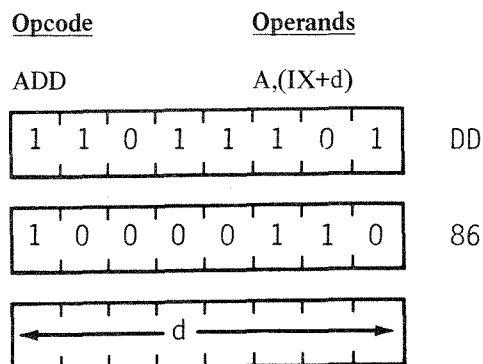 Opcode Operands
ADD A,(IX+d)
1 1 0 1 1 1 0 1 DD
1 0 0 0 0 1 1 0 86
d